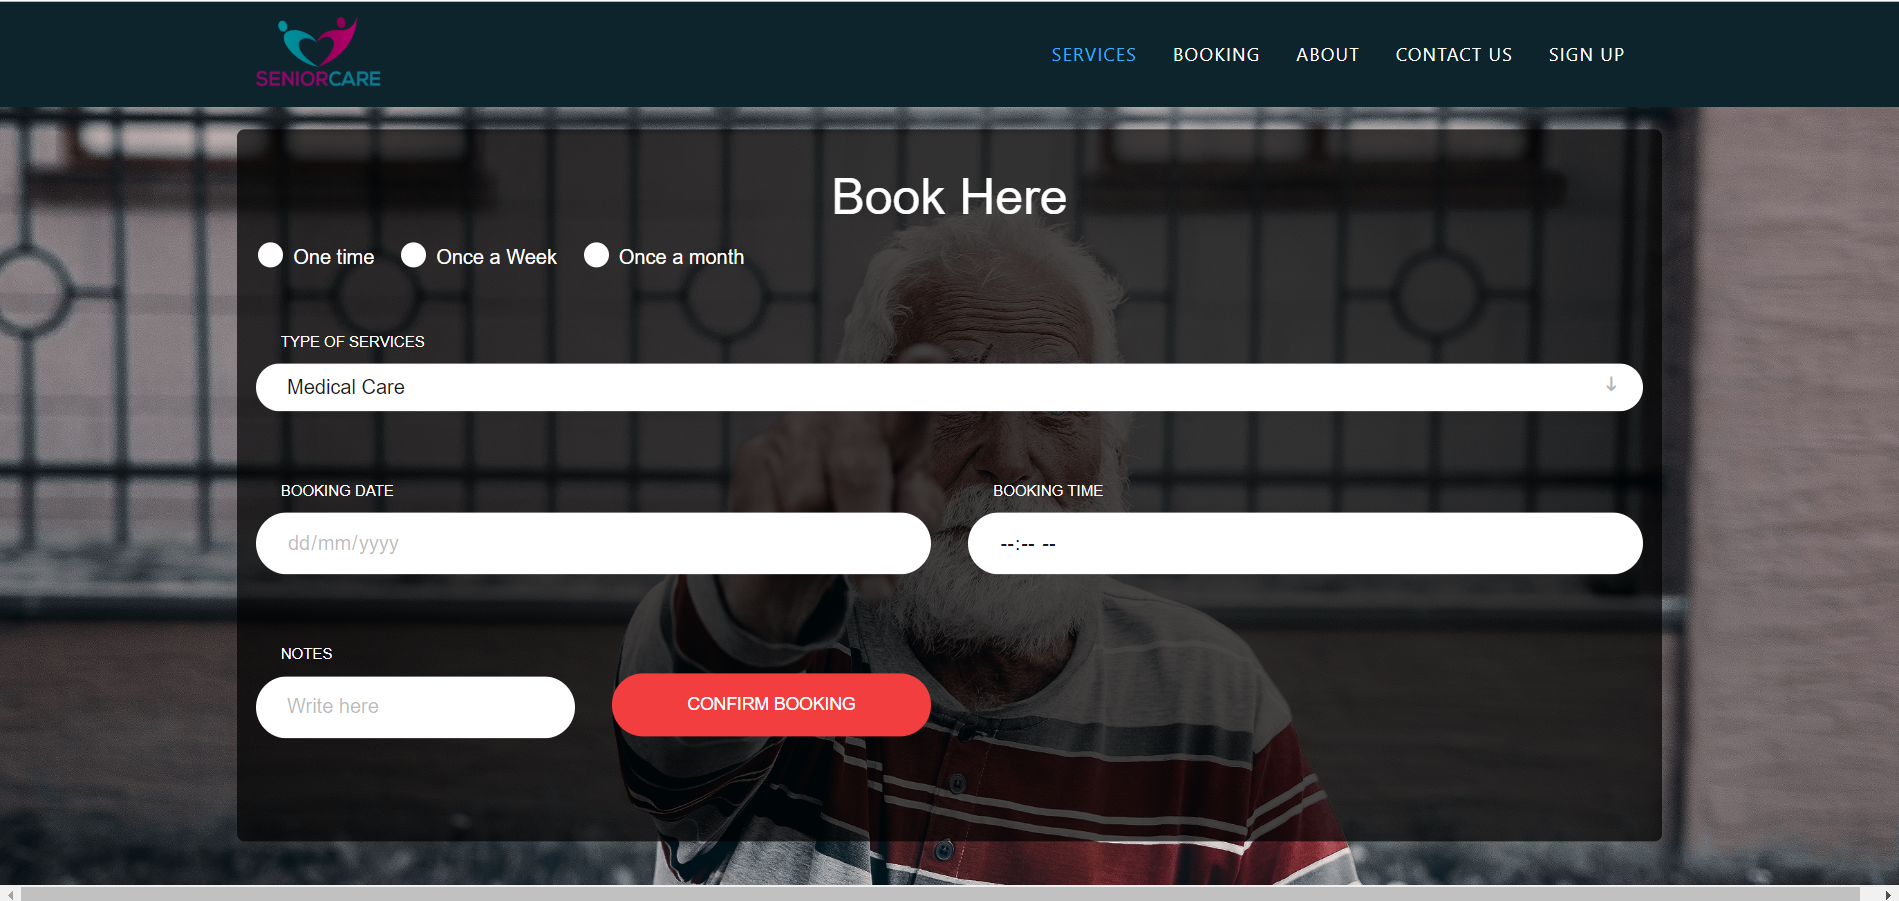 SENIORCARE
SERVICES BOOKING ABOUT CONTACT US SIGN UP
Book Here
One time Once a Week Once a month
TYPE OF SERVICES
Medical Care
BOOKING DATE BOOKING TIME
dd/mm/yyyy --:-- --
NOTES
Write here CONFIRM BOOKING